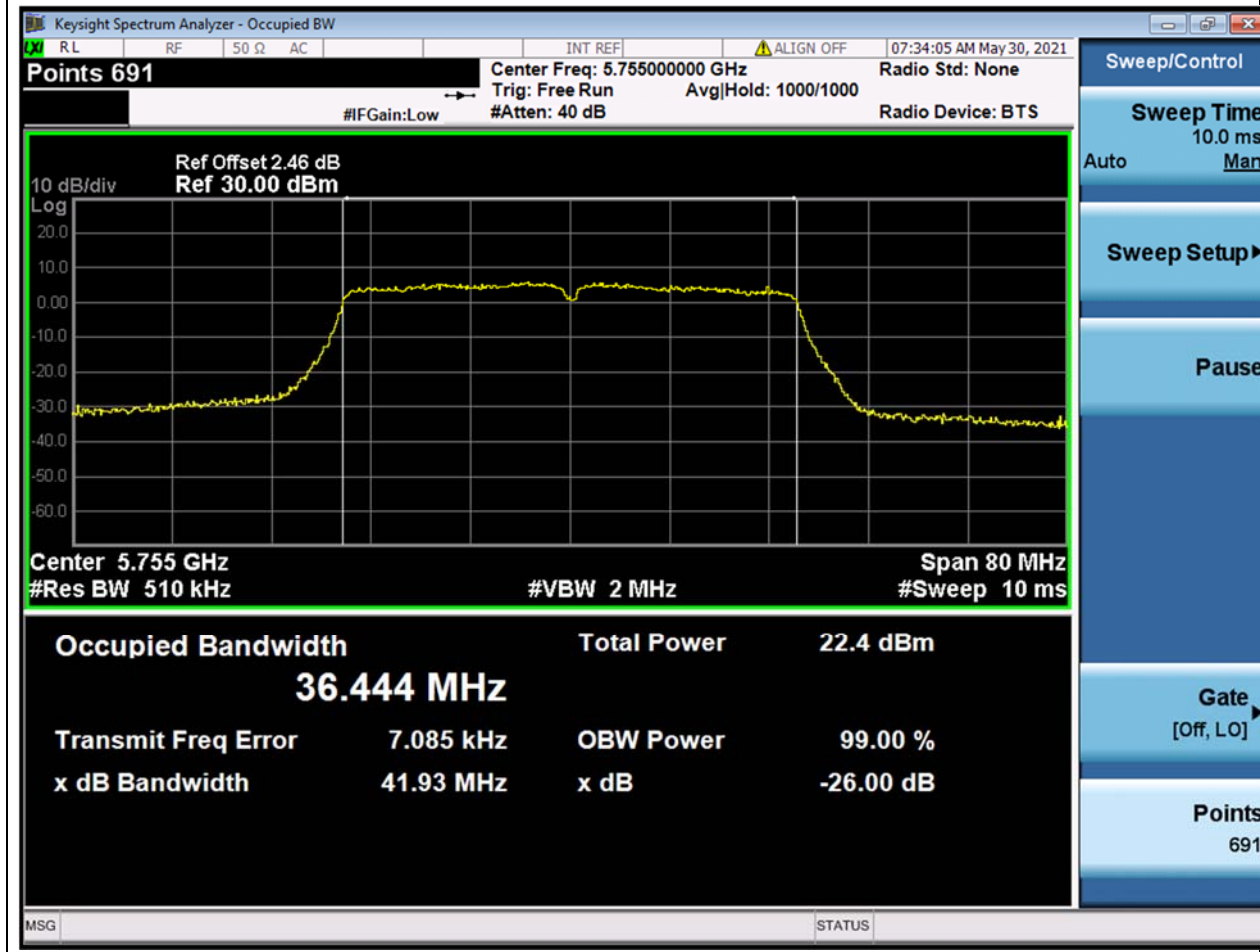 Keysight Spectrum Analyzer - Occupied BW
LXI RL RF 50 Ω AC INT REF ALIGN OFF 07:34:05 AM May 30, 2021
Points 691 Center Freq: 5.755000000 GHz Radio Std: None
Trig: Free Run Avg|Hold: 1000/1000
#IFGain:Low #Atten: 40 dB Radio Device: BTS
Ref Offset 2.46 dB
10 dB/div Ref 30.00 dBm
Log
20.0
10.0
0.00
-10.0
-20.0
-30.0
-40.0
-50.0
-60.0
Center 5.755 GHz Span 80 MHz
#Res BW 510 kHz #VBW 2 MHz #Sweep 10 ms
Occupied Bandwidth Total Power 22.4 dBm
36.444 MHz
Transmit Freq Error 7.085 kHz OBW Power 99.00 %
x dB Bandwidth 41.93 MHz x dB -26.00 dB
MSG STATUS
Sweep/Control
Sweep Time
10.0 ms
Auto Man
Sweep Setup
Pause
Gate
[Off, LO]
Points
691